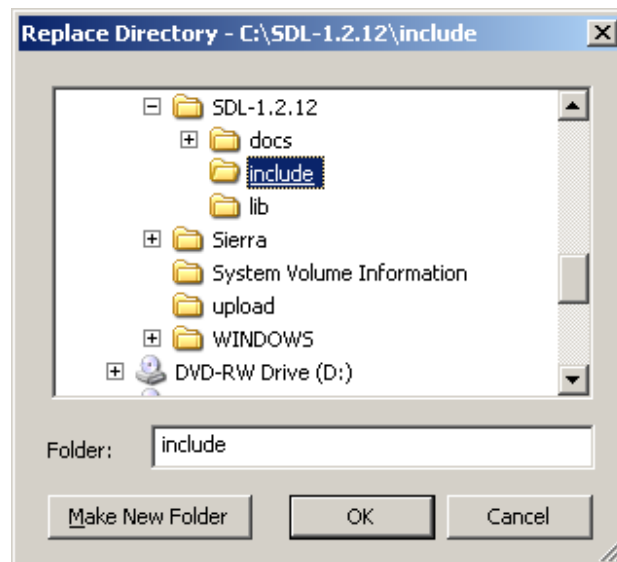 Replace Directory - C:\SDL-1.2.12\include
SDL-1.2.12
docs
include
lib
Sierra
System Volume Information
upload
WINDOWS
DVD-RW Drive (D:)
Folder: include
Make New Folder OK Cancel